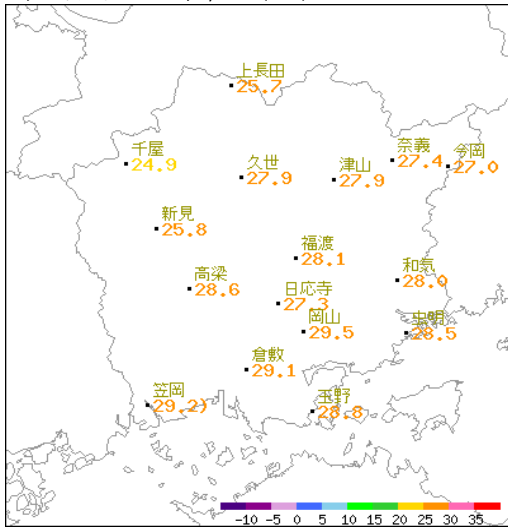 上長田
25.7
千屋
24.9
久世
27.9
津山
27.9
奈義
27.4
今岡
27.0
新見
25.8
福渡
28.1
高梁
28.6
和気
28.0
日応寺
27.3
岡山
29.5
虫明
28.5
倉敷
29.1
笠岡
29.2)
玉野
28.8
-10 -5 0 5 10 15 20 25 30 35